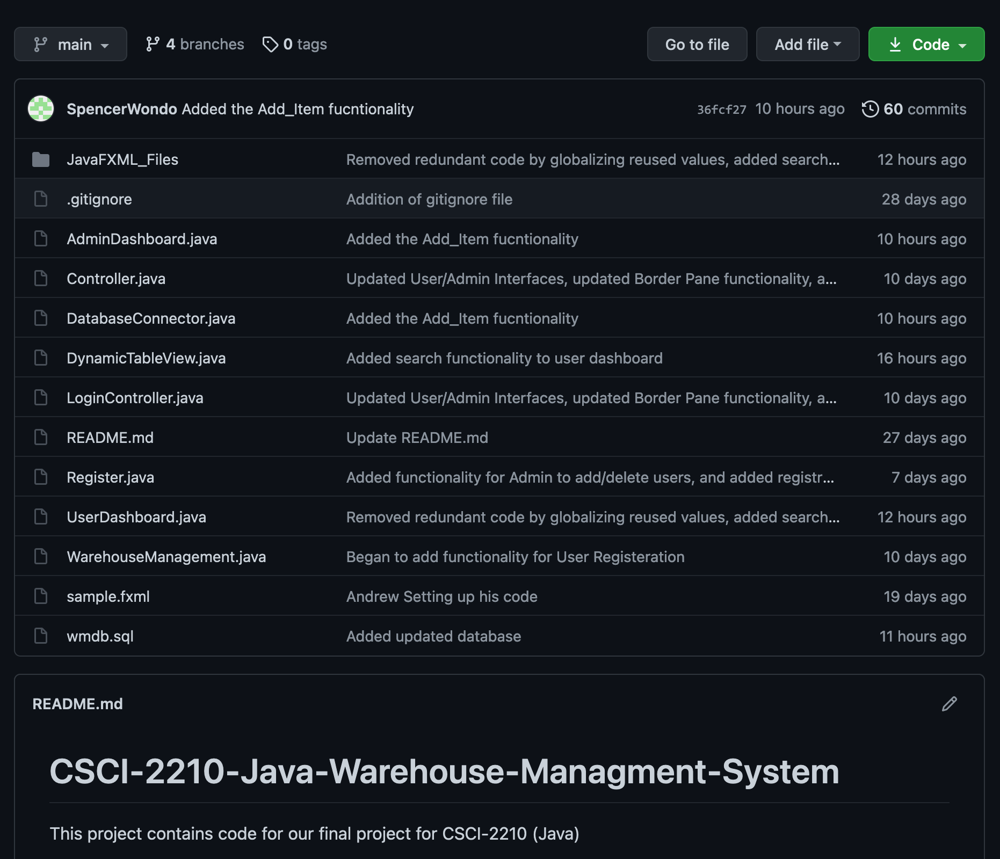 main 4 branches 0 tags Go to file Add file Code
SpencerWondo Added the Add_Item fucntionality 36fcf27 10 hours ago 60 commits
JavaFXML_Files Removed redundant code by globalizing reused values, added search... 12 hours ago
.gitignore Addition of gitignore file 28 days ago
AdminDashboard.java Added the Add_Item fucntionality 10 hours ago
Controller.java Updated User/Admin Interfaces, updated Border Pane functionality, a... 10 days ago
DatabaseConnector.java Added the Add_Item fucntionality 10 hours ago
DynamicTableView.java Added search functionality to user dashboard 16 hours ago
LoginController.java Updated User/Admin Interfaces, updated Border Pane functionality, a... 10 days ago
README.md Update README.md 27 days ago
Register.java Added functionality for Admin to add/delete users, and added registr... 7 days ago
UserDashboard.java Removed redundant code by globalizing reused values, added search... 12 hours ago
WarehouseManagement.java Began to add functionality for User Registeration 10 days ago
sample.fxml Andrew Setting up his code 19 days ago
wmdb.sql Added updated database 11 hours ago
README.md
CSCI-2210-Java-Warehouse-Managment-System
This project contains code for our final project for CSCI-2210 (Java)